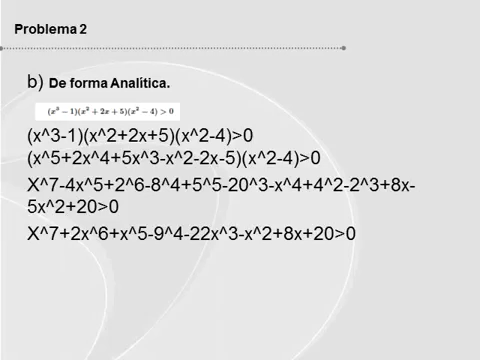 Problema 2
b) De forma Analítica.
(x³ − 1)(x² + 2x + 5)(x² − 4) > 0
(x^3-1)(x^2+2x+5)(x^2-4)>0
(x^5+2x^4+5x^3-x^2-2x-5)(x^2-4)>0
X^7-4x^5+2^6-8^4+5^5-20^3-x^4+4^2-2^3+8x-
5x^2+20>0
X^7+2x^6+x^5-9^4-22x^3-x^2+8x+20>0